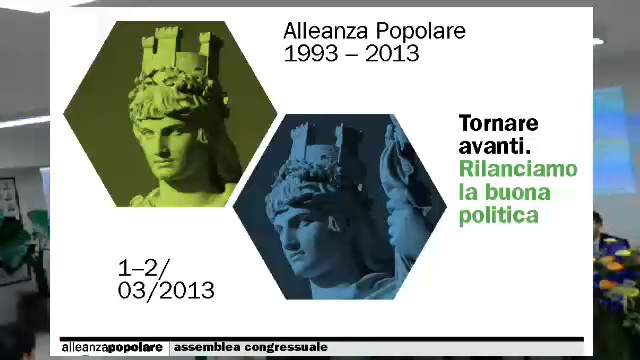 Alleanza Popolare
1993 – 2013
Tornare
avanti.
Rilanciamo
la buona
politica
1–2/
03/2013
alleanzapopolare assemblea congressuale